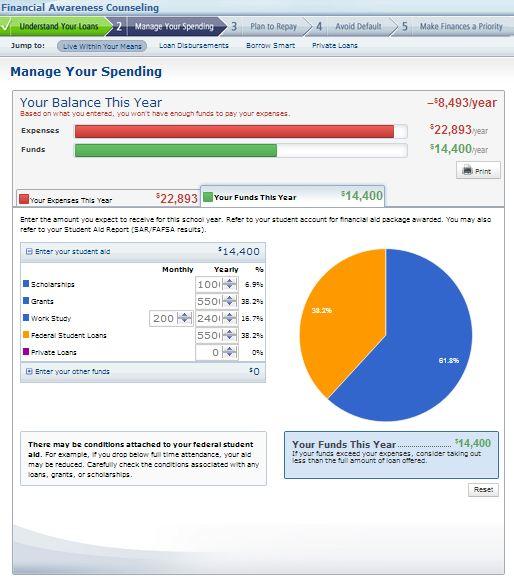 Financial Awareness Counseling
Understand Your Loans 2 Manage Your Spending 3 Plan to Repay 4 Avoid Default 5 Make Finances a Priority
Jump to: Live Within Your Means Loan Disbursements Borrow Smart Private Loans
Manage Your Spending
Your Balance This Year –$8,493/year
Based on what you entered, you won't have enough funds to pay your expenses.
Expenses $22,893/year
Funds $14,400/year
Print
Your Expenses This Year $22,893 Your Funds This Year $14,400
Enter the amount you expect to receive for this school year. Refer to your student account for financial aid package awarded. You may also
refer to your Student Aid Report (SAR/FAFSA results).
Enter your student aid $14,400
Monthly Yearly %
Scholarships 100 6.9%
Grants 550 38.2%
Work Study 200 240 16.7%
Federal Student Loans 550 38.2%
Private Loans 0 0%
Enter your other funds $0
38.2%
61.8%
There may be conditions attached to your federal student
aid. For example, if you drop below full time attendance, your aid
may be reduced. Carefully check the conditions associated with any
loans, grants, or scholarships.
Your Funds This Year $14,400
If your funds exceed your expenses, consider taking out
less than the full amount of loan offered.
Reset